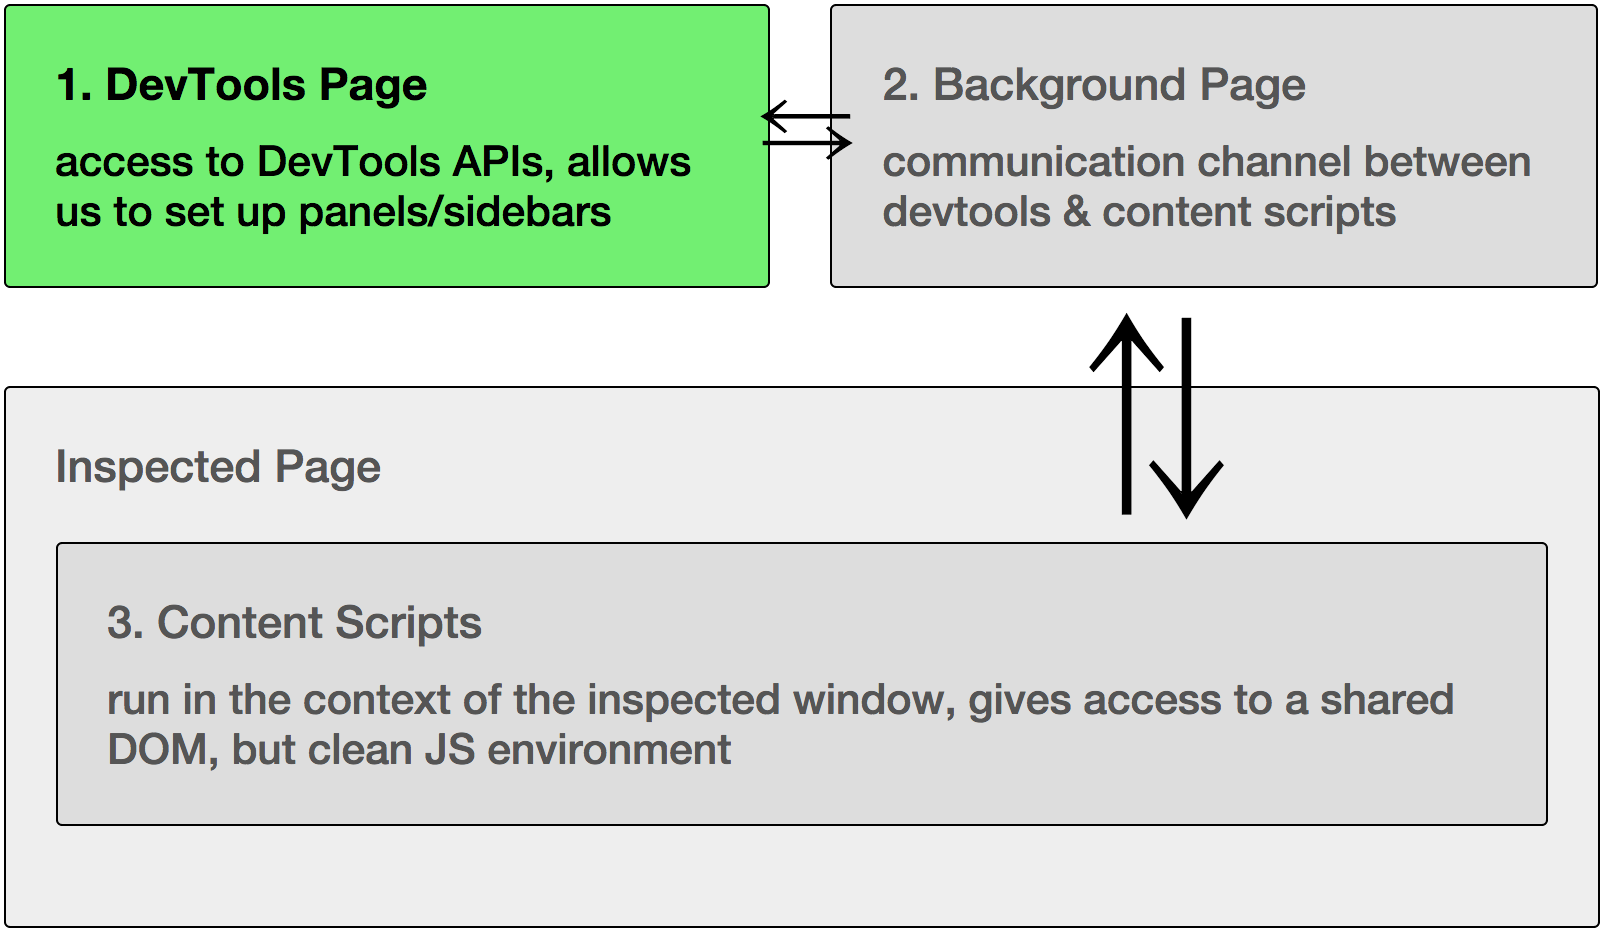 1. DevTools Page
access to DevTools APIs, allows
us to set up panels/sidebars
2. Background Page
communication channel between
devtools & content scripts
Inspected Page
3. Content Scripts
run in the context of the inspected window, gives access to a shared
DOM, but clean JS environment